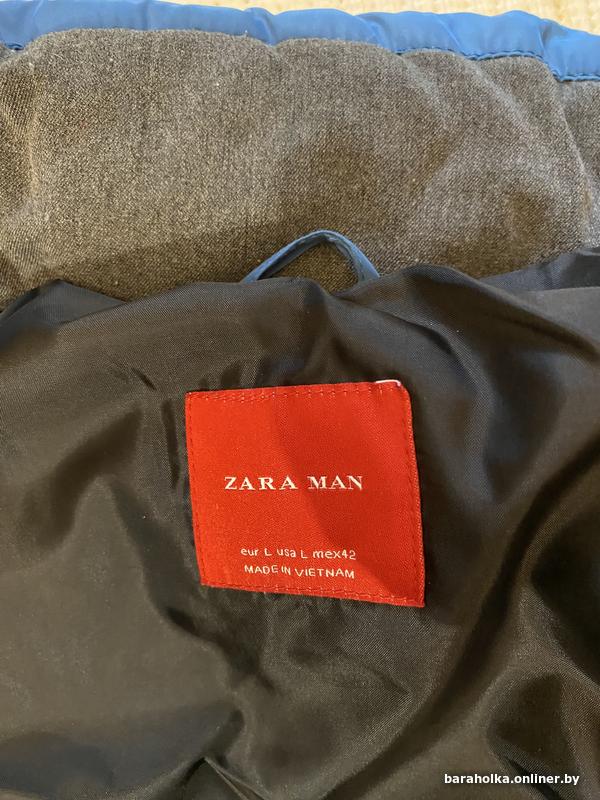 ZARA MAN
eur L usa L mex42
MADE IN VIETNAM
baraholka.onliner.by